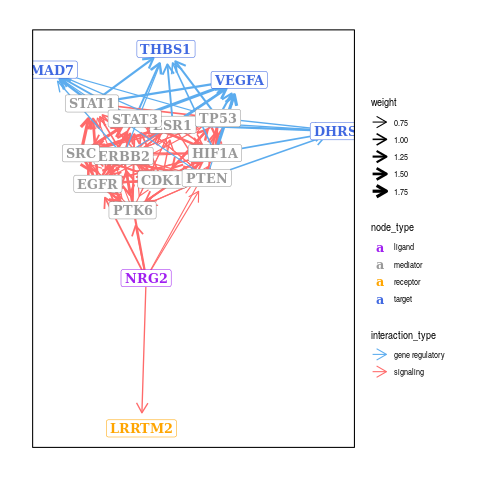 THBS1
MAD7
VEGFA
STAT1
STAT3
ESR1
TP53
DHRS
SRC
ERBB2
HIF1A
EGFR
CDK1
PTEN
PTK6
NRG2
LRRTM2
weight
0.75
1.00
1.25
1.50
1.75
node_type
a ligand
a mediator
a receptor
a target
interaction_type
gene regulatory
signaling